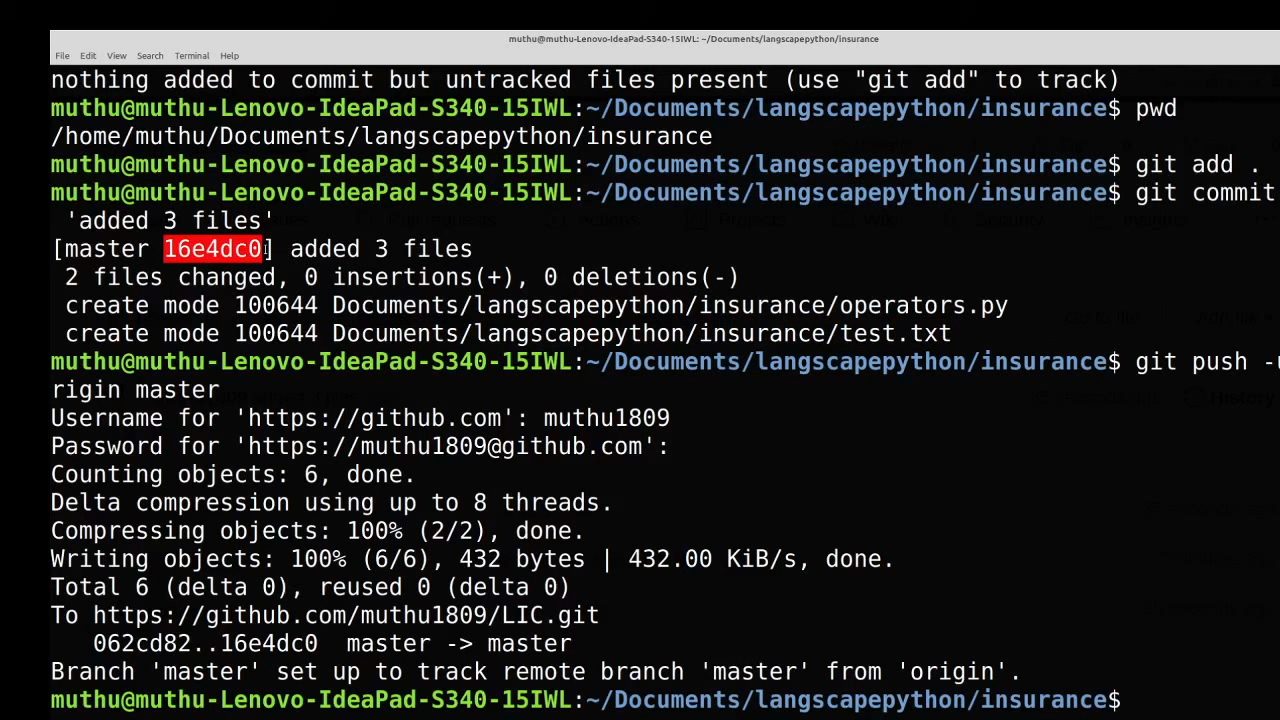 muthu@muthu-Lenovo-IdeaPad-S340-15IWL: ~/Documents/langscapepython/insurance
File Edit View Search Terminal Help
nothing added to commit but untracked files present (use "git add" to track)
muthu@muthu-Lenovo-IdeaPad-S340-15IWL:~/Documents/langscapepython/insurance$ pwd
/home/muthu/Documents/langscapepython/insurance
muthu@muthu-Lenovo-IdeaPad-S340-15IWL:~/Documents/langscapepython/insurance$ git add .
muthu@muthu-Lenovo-IdeaPad-S340-15IWL:~/Documents/langscapepython/insurance$ git commit
 'added 3 files'
[master 16e4dc0] added 3 files
 2 files changed, 0 insertions(+), 0 deletions(-)
 create mode 100644 Documents/langscapepython/insurance/operators.py
 create mode 100644 Documents/langscapepython/insurance/test.txt
muthu@muthu-Lenovo-IdeaPad-S340-15IWL:~/Documents/langscapepython/insurance$ git push -u
rigin master
Username for 'https://github.com': muthu1809
Password for 'https://muthu1809@github.com':
Counting objects: 6, done.
Delta compression using up to 8 threads.
Compressing objects: 100% (2/2), done.
Writing objects: 100% (6/6), 432 bytes | 432.00 KiB/s, done.
Total 6 (delta 0), reused 0 (delta 0)
To https://github.com/muthu1809/LIC.git
   062cd82..16e4dc0  master -> master
Branch 'master' set up to track remote branch 'master' from 'origin'.
muthu@muthu-Lenovo-IdeaPad-S340-15IWL:~/Documents/langscapepython/insurance$